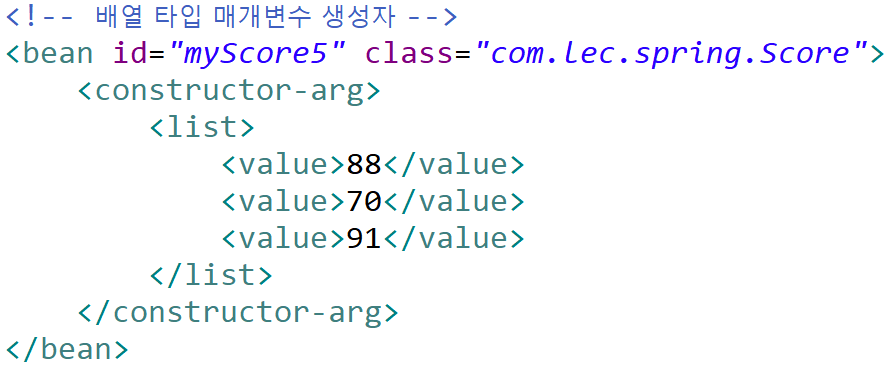 <!-- 배열 타입 매개변수 생성자 -->
<bean id="myScore5" class="com.lec.spring.Score">
    <constructor-arg>
        <list>
            <value>88</value>
            <value>70</value>
            <value>91</value>
        </list>
    </constructor-arg>
</bean>